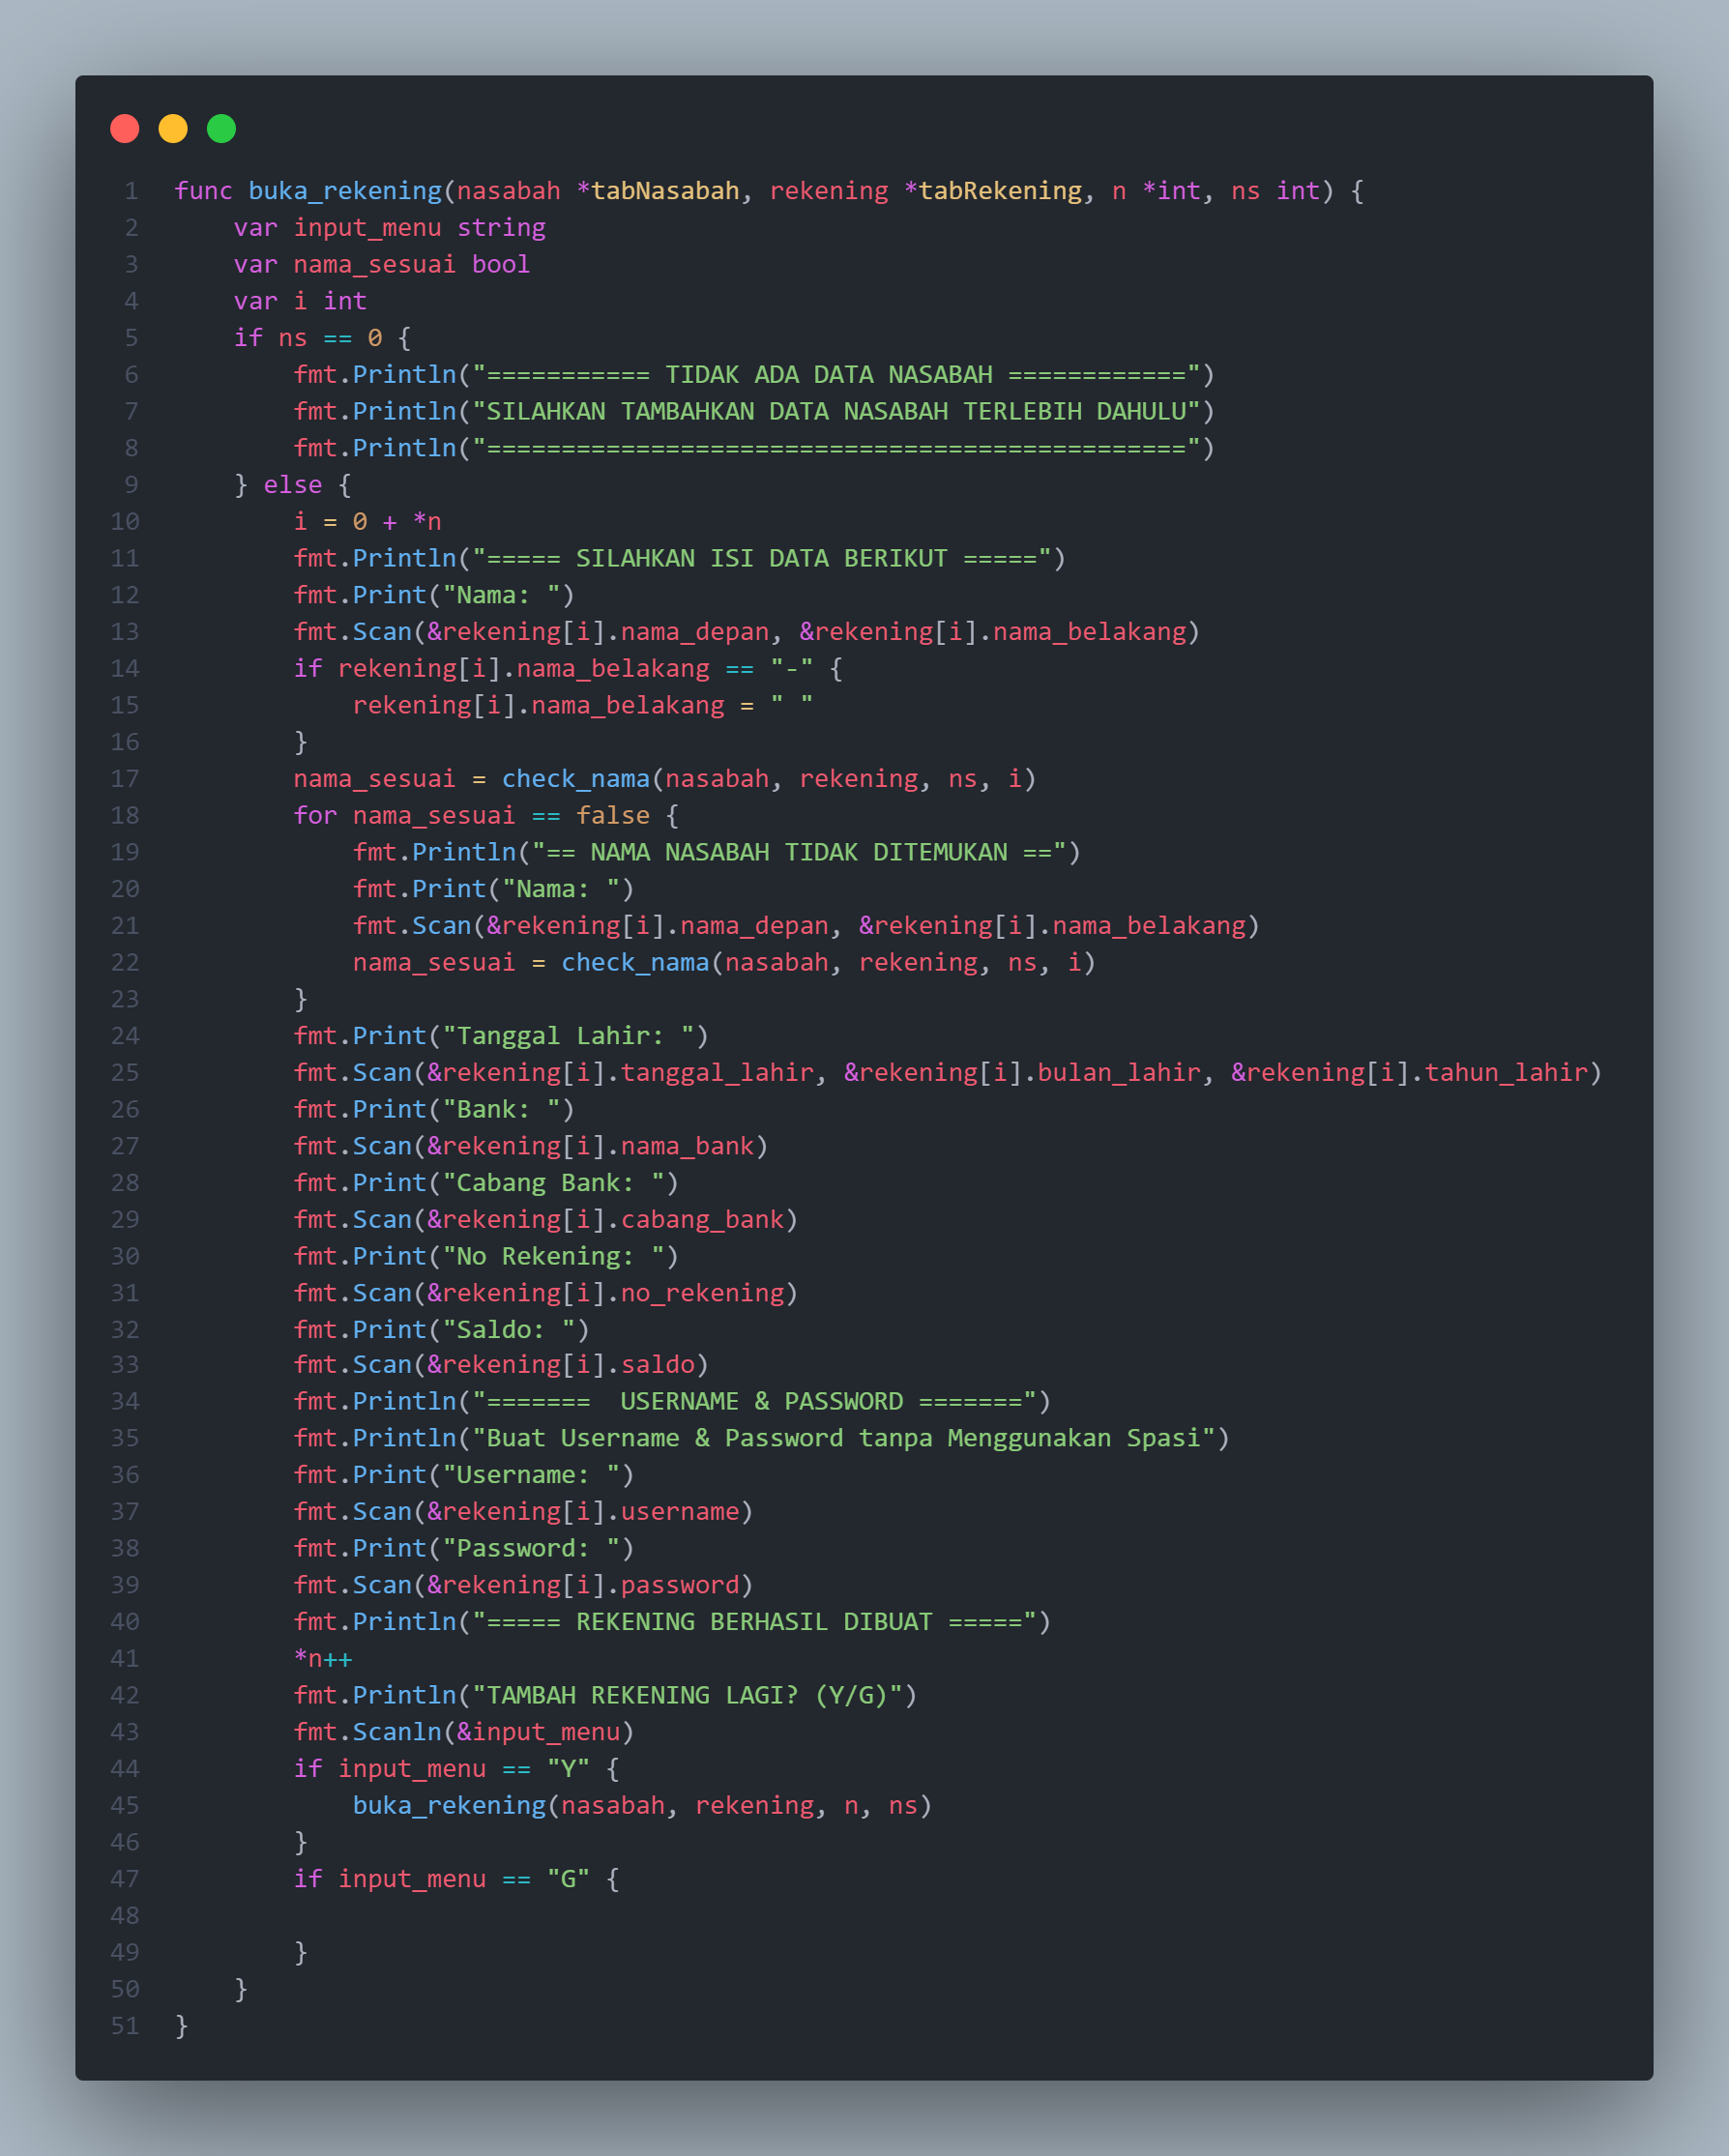 1 func buka_rekening(nasabah *tabNasabah, rekening *tabRekening, n *int, ns int) {
2     var input_menu string
3     var nama_sesuai bool
4     var i int
5     if ns == 0 {
6         fmt.Println("=========== TIDAK ADA DATA NASABAH ============")
7         fmt.Println("SILAHKAN TAMBAHKAN DATA NASABAH TERLEBIH DAHULU")
8         fmt.Println("===============================================")
9     } else {
10         i = 0 + *n
11         fmt.Println("===== SILAHKAN ISI DATA BERIKUT =====")
12         fmt.Print("Nama: ")
13         fmt.Scan(&rekening[i].nama_depan, &rekening[i].nama_belakang)
14         if rekening[i].nama_belakang == "-" {
15             rekening[i].nama_belakang = " "
16         }
17         nama_sesuai = check_nama(nasabah, rekening, ns, i)
18         for nama_sesuai == false {
19             fmt.Println("== NAMA NASABAH TIDAK DITEMUKAN ==")
20             fmt.Print("Nama: ")
21             fmt.Scan(&rekening[i].nama_depan, &rekening[i].nama_belakang)
22             nama_sesuai = check_nama(nasabah, rekening, ns, i)
23         }
24         fmt.Print("Tanggal Lahir: ")
25         fmt.Scan(&rekening[i].tanggal_lahir, &rekening[i].bulan_lahir, &rekening[i].tahun_lahir)
26         fmt.Print("Bank: ")
27         fmt.Scan(&rekening[i].nama_bank)
28         fmt.Print("Cabang Bank: ")
29         fmt.Scan(&rekening[i].cabang_bank)
30         fmt.Print("No Rekening: ")
31         fmt.Scan(&rekening[i].no_rekening)
32         fmt.Print("Saldo: ")
33         fmt.Scan(&rekening[i].saldo)
34         fmt.Println("=======  USERNAME & PASSWORD =======")
35         fmt.Println("Buat Username & Password tanpa Menggunakan Spasi")
36         fmt.Print("Username: ")
37         fmt.Scan(&rekening[i].username)
38         fmt.Print("Password: ")
39         fmt.Scan(&rekening[i].password)
40         fmt.Println("===== REKENING BERHASIL DIBUAT =====")
41         *n++
42         fmt.Println("TAMBAH REKENING LAGI? (Y/G)")
43         fmt.Scanln(&input_menu)
44         if input_menu == "Y" {
45             buka_rekening(nasabah, rekening, n, ns)
46         }
47         if input_menu == "G" {
48
49         }
50     }
51 }